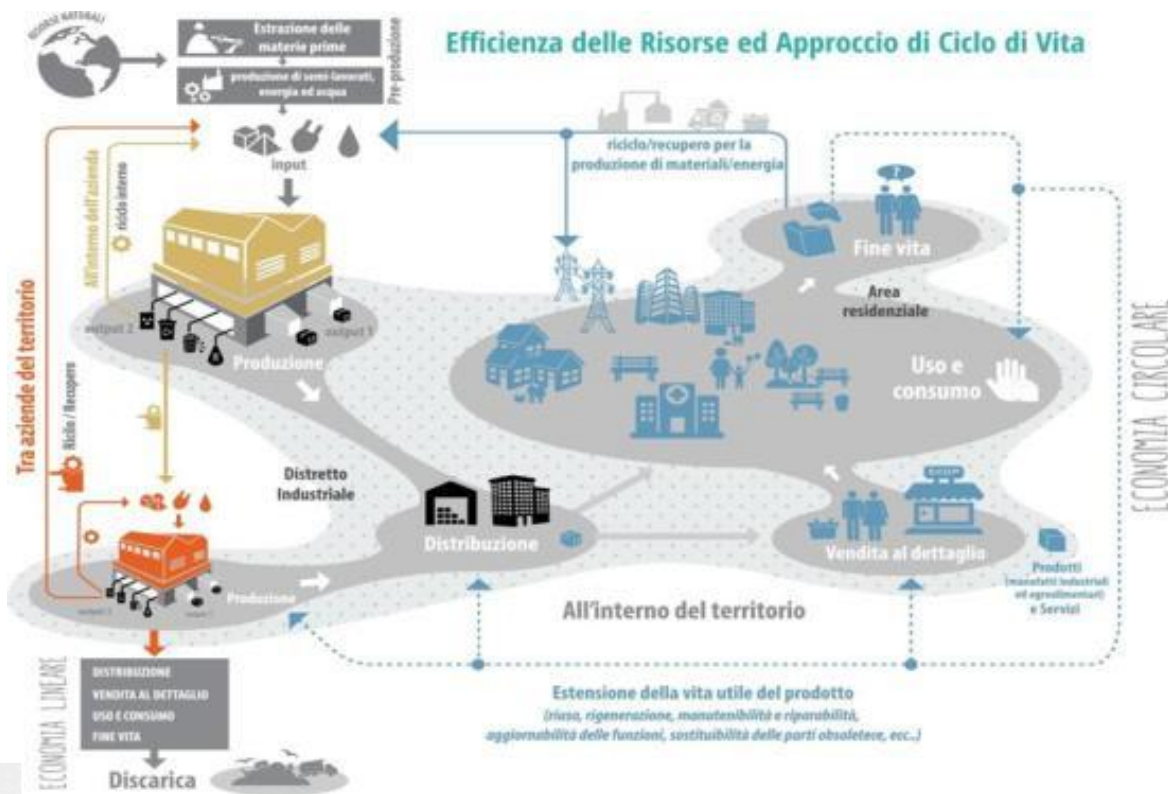 RISORSE NATURALI
Estrazione delle
materie prime
produzione di semi-lavorati,
energia ed acqua
Pre-produzione
Efficienza delle Risorse ed Approccio di Ciclo di Vita
input
riciclo/recupero per la
produzione di materiali/energia
Tra aziende del territorio
Riciclo / Recupero
All'interno dell'azienda
riciclo interno
output 2
output 1
Produzione
?
Fine vita
Area
residenziale
Uso e
consumo
ECONOMIA CIRCOLARE
Distretto
Industriale
Distribuzione
SHOP
Vendita al dettaglio
Prodotti
(manufatti industriali
ed agroalimentari)
e Servizi
Produzione
All'interno del territorio
ECONOMIA LINEARE
DISTRIBUZIONE
VENDITA AL DETTAGLIO
USO E CONSUMO
FINE VITA
Discarica
Estensione della vita utile del prodotto
(riuso, rigenerazione, manutenibilità e riparabilità,
aggiornabilità delle funzioni, sostituibilità delle parti obsoletece, ecc..)